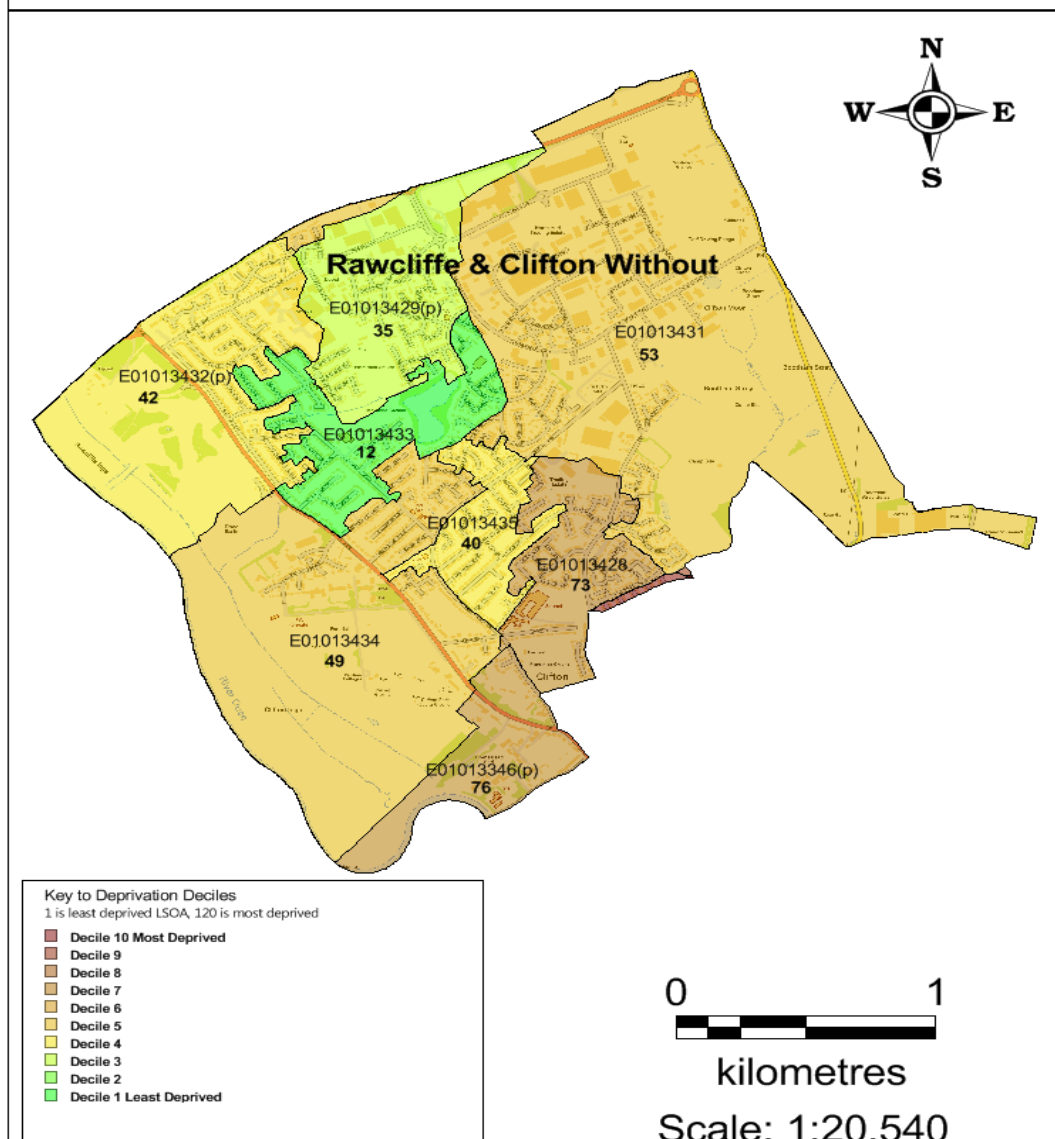 N
W E
S
Rawcliffe & Clifton Without
E01013429(p)
35
E01013431
53
E01013432(p)
42
E01013433
12
E01013435
40
E01013428
73
E01013434
49
Clifton
River Ouse
E01013346(p)
76
Key to Deprivation Deciles
1 is least deprived LSOA, 120 is most deprived
Decile 10 Most Deprived
Decile 9
Decile 8
Decile 7
Decile 6
Decile 5
Decile 4
Decile 3
Decile 2
Decile 1 Least Deprived
0 1
kilometres
Scale: 1:20,540